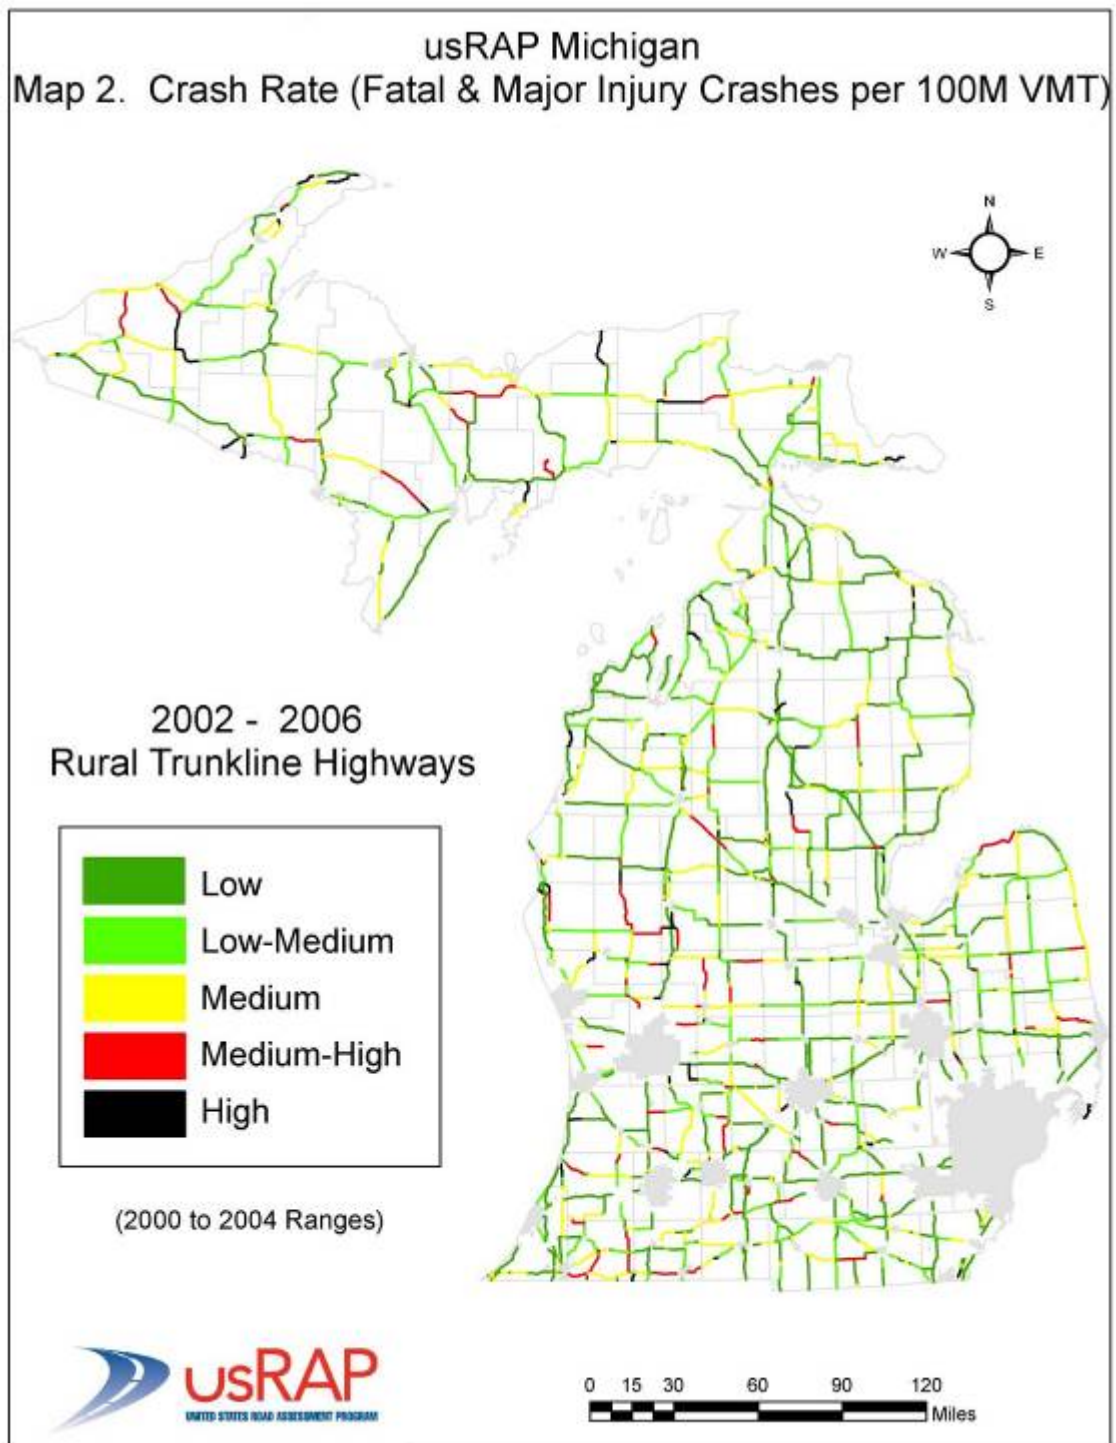 usRAP Michigan
Map 2. Crash Rate (Fatal & Major Injury Crashes per 100M VMT)
N
W E
S
2002 - 2006
Rural Trunkline Highways
Low
Low-Medium
Medium
Medium-High
High
(2000 to 2004 Ranges)
usRAP
UNITED STATES ROAD ASSESSMENT PROGRAM
0 15 30 60 90 120
Miles